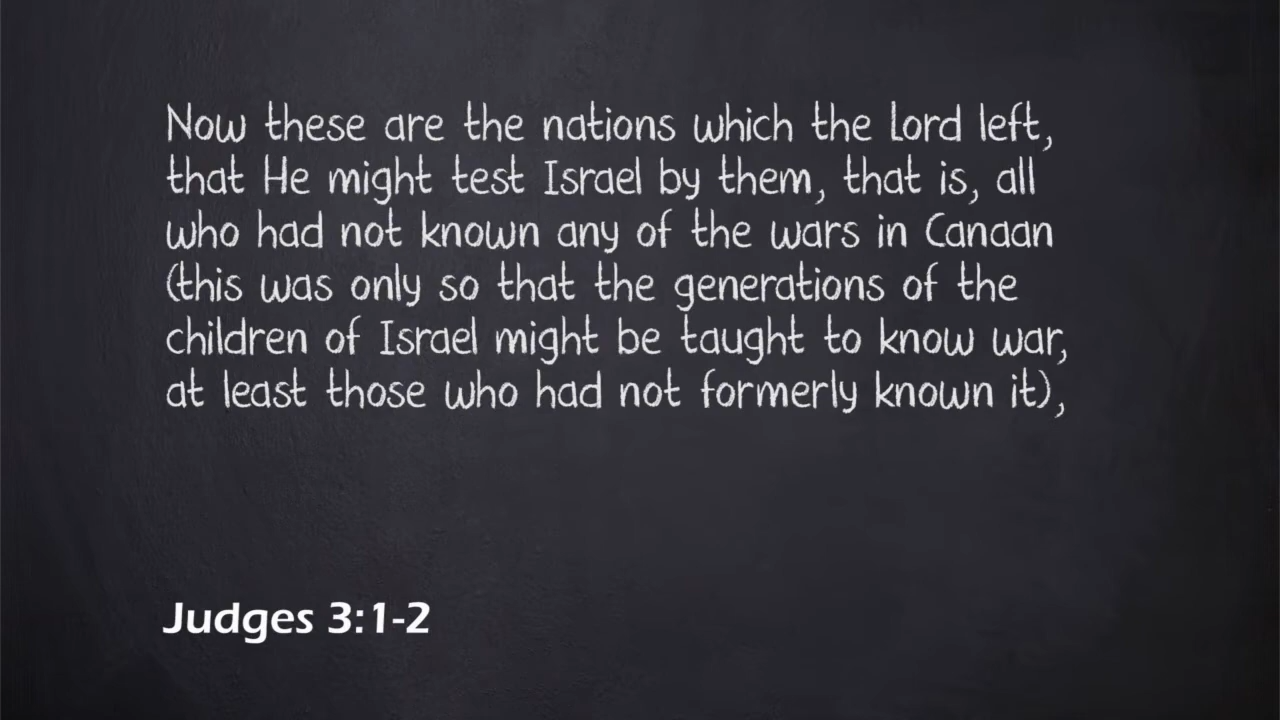 Now these are the nations which the Lord left,
that He might test Israel by them, that is, all
who had not known any of the wars in Canaan
(this was only so that the generations of the
children of Israel might be taught to know war,
at least those who had not formerly known it),
Judges 3:1-2